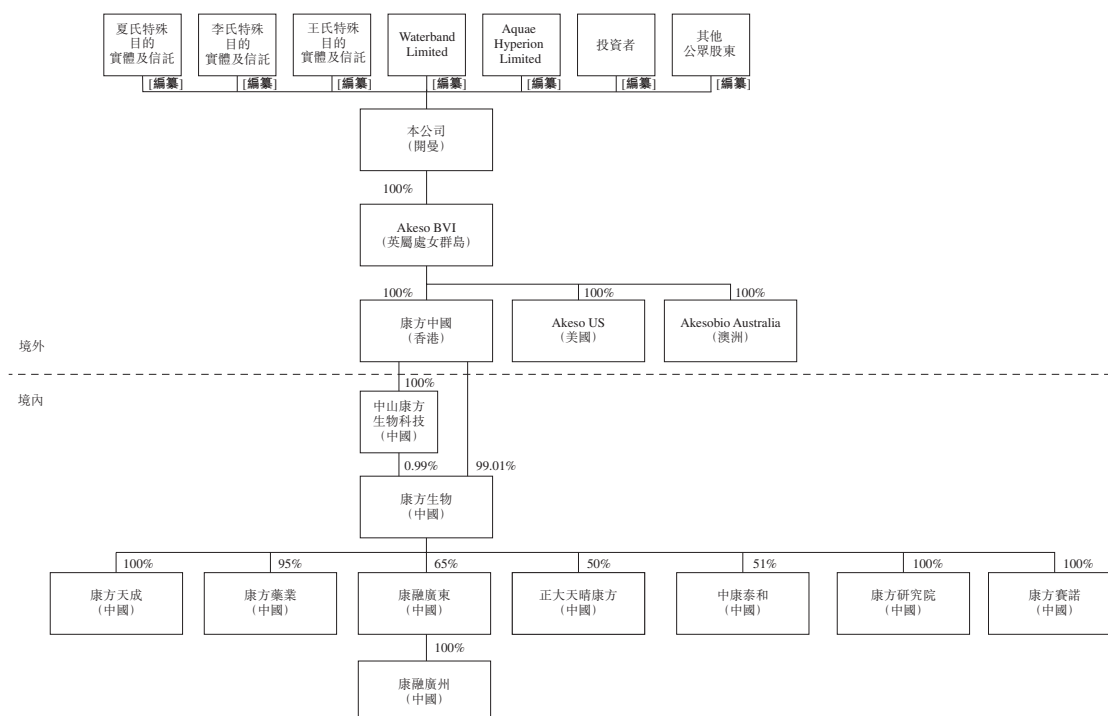 夏氏特殊
目的
實體及信託
李氏特殊
目的
實體及信託
王氏特殊
目的
實體及信託
Waterband
Limited
Aquae
Hyperion
Limited
投資者
其他
公眾股東
[編纂]
[編纂]
[編纂]
[編纂]
[編纂]
[編纂]
[編纂]
本公司
(開曼)
100%
Akeso BVI
(英屬處女群島)
100%
100%
100%
康方中國
(香港)
Akeso US
(美國)
Akesobio Australia
(澳洲)
境外
境內
100%
中山康方
生物科技
(中國)
0.99%
99.01%
康方生物
(中國)
100%
95%
65%
50%
51%
100%
100%
康方天成
(中國)
康方藥業
(中國)
康融廣東
(中國)
正大天晴康方
(中國)
中康泰和
(中國)
康方研究院
(中國)
康方賽諾
(中國)
100%
康融廣州
(中國)